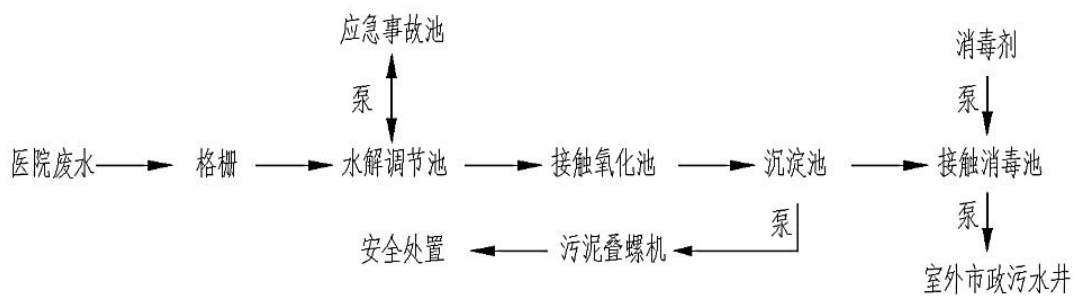 应急事故池
消毒剂
泵
泵
医院废水
格栅
水解调节池
接触氧化池
沉淀池
接触消毒池
泵
泵
安全处置
污泥叠螺机
室外市政污水井